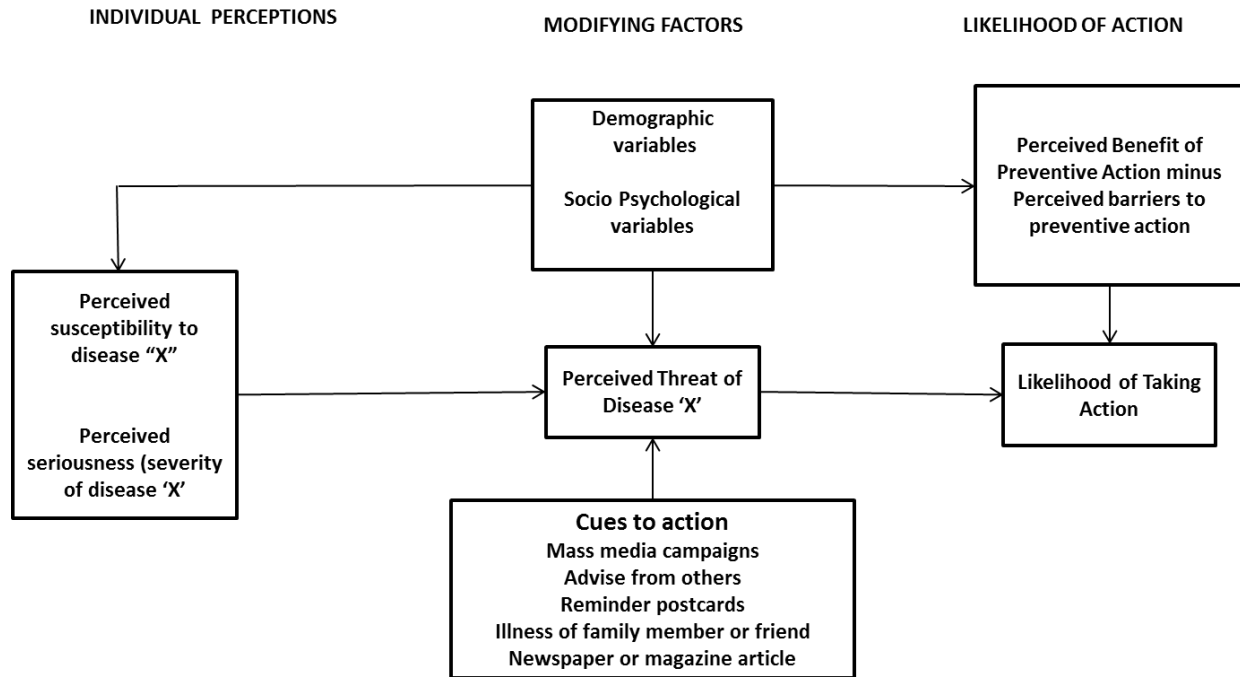 INDIVIDUAL PERCEPTIONS
MODIFYING FACTORS
LIKELIHOOD OF ACTION
Demographic
variables
Socio Psychological
variables
Perceived Benefit of
Preventive Action minus
Perceived barriers to
preventive action
Perceived
susceptibility to
disease “X”
Perceived
seriousness (severity
of disease ‘X’
Perceived Threat of
Disease ‘X’
Likelihood of Taking
Action
Cues to action
Mass media campaigns
Advise from others
Reminder postcards
Illness of family member or friend
Newspaper or magazine article